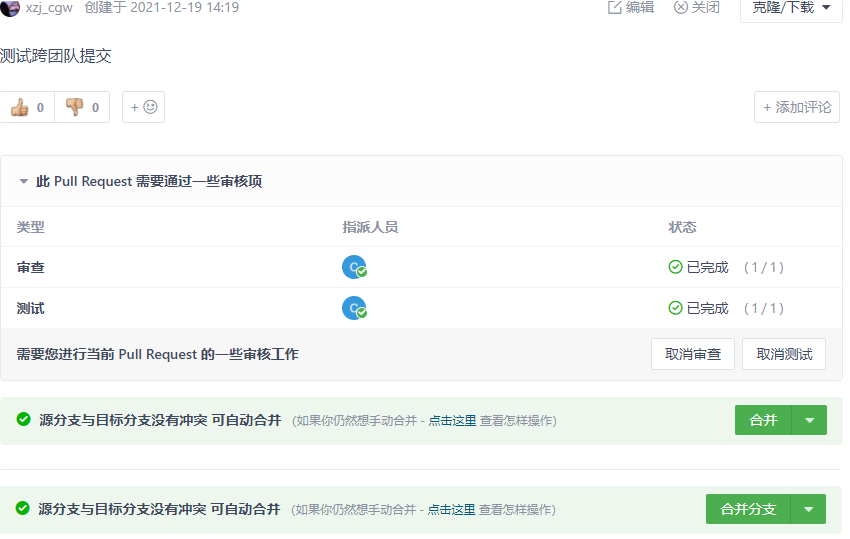 xzj_cgw 创建于 2021-12-19 14:19 编辑 关闭 克隆/下载
测试跨团队提交
0 0 + + 添加评论
此 Pull Request 需要通过一些审核项
类型 指派人员 状态
审查 C 已完成 (1/1)
测试 C 已完成 (1/1)
需要您进行当前 Pull Request 的一些审核工作 取消审查 取消测试
源分支与目标分支没有冲突 可自动合并 (如果你仍然想手动合并 - 点击这里 查看怎样操作) 合并
源分支与目标分支没有冲突 可自动合并 (如果你仍然想手动合并 - 点击这里 查看怎样操作) 合并分支